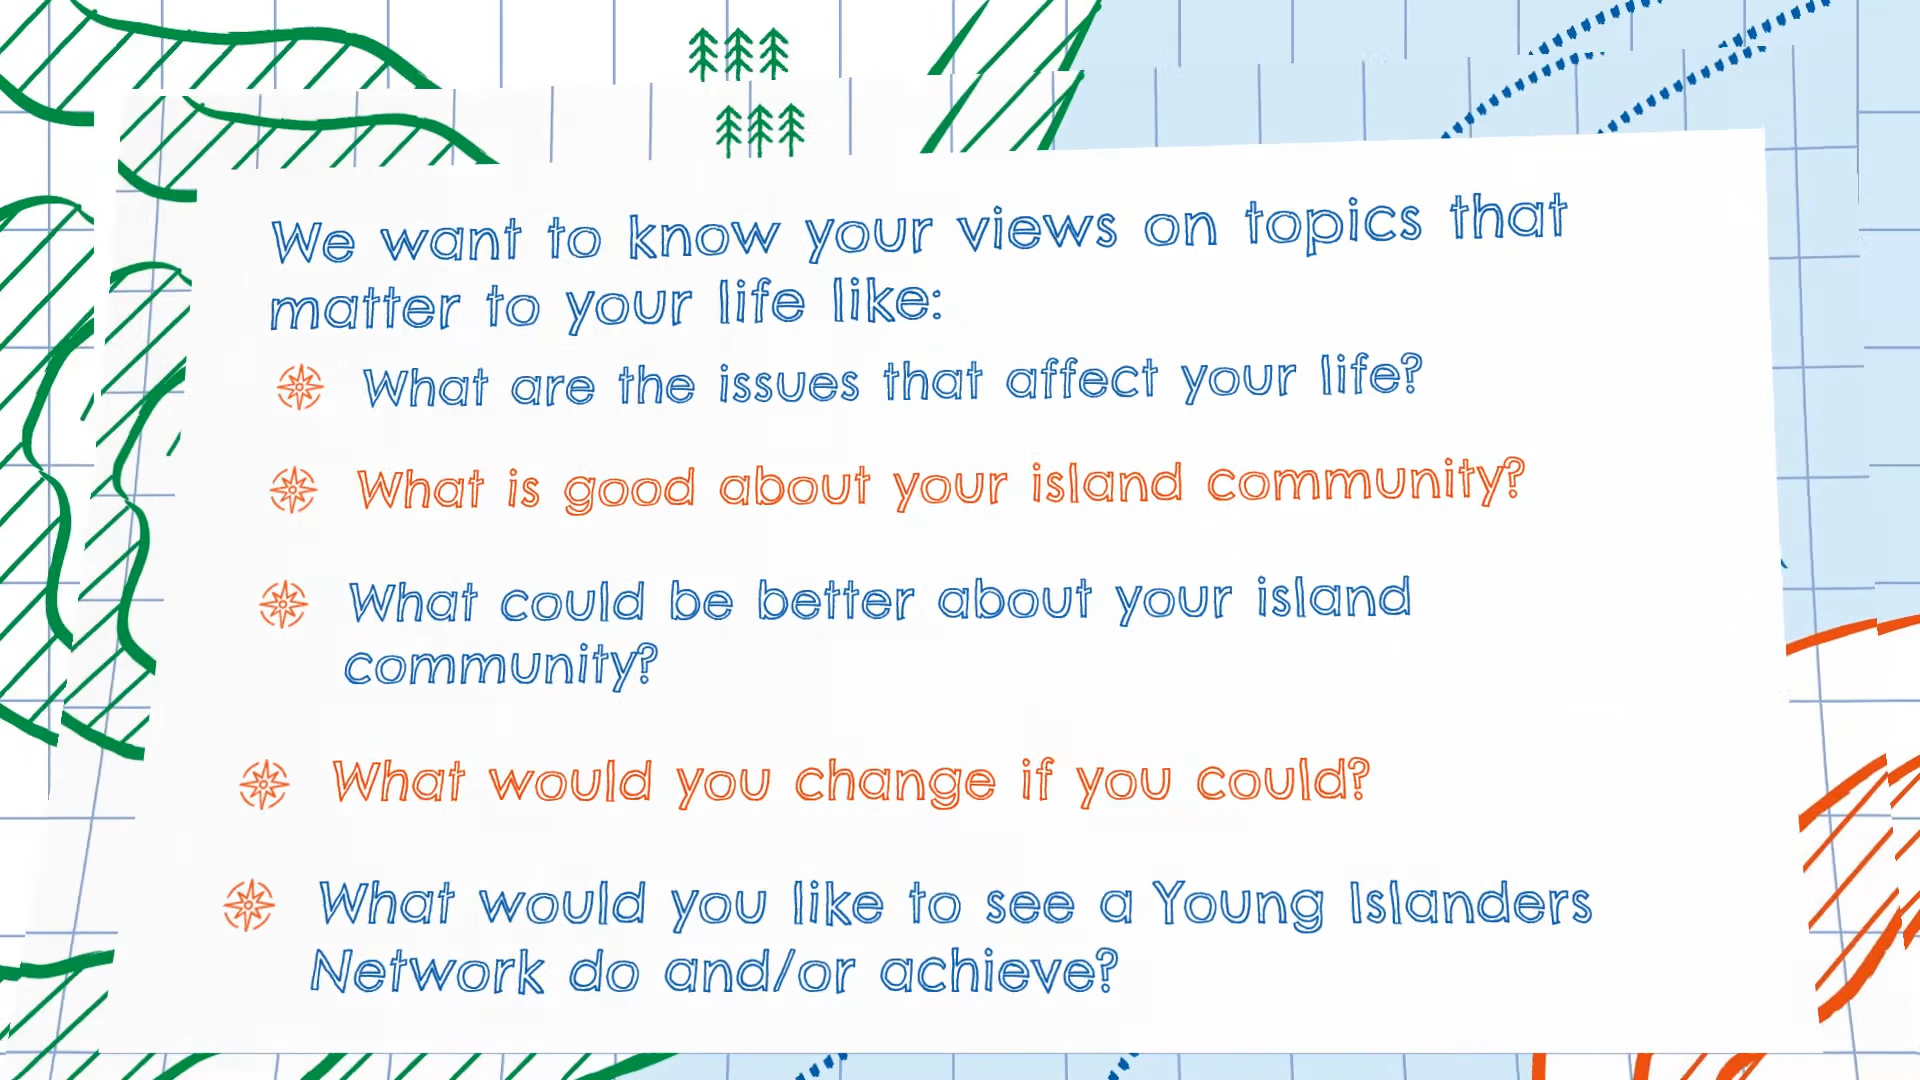 We want to know your views on topics that
matter to your life like:
What are the issues that affect your life?
What is good about your island community?
What could be better about your island
community?
What would you change if you could?
What would you like to see a Young Islanders
Network do and/or achieve?